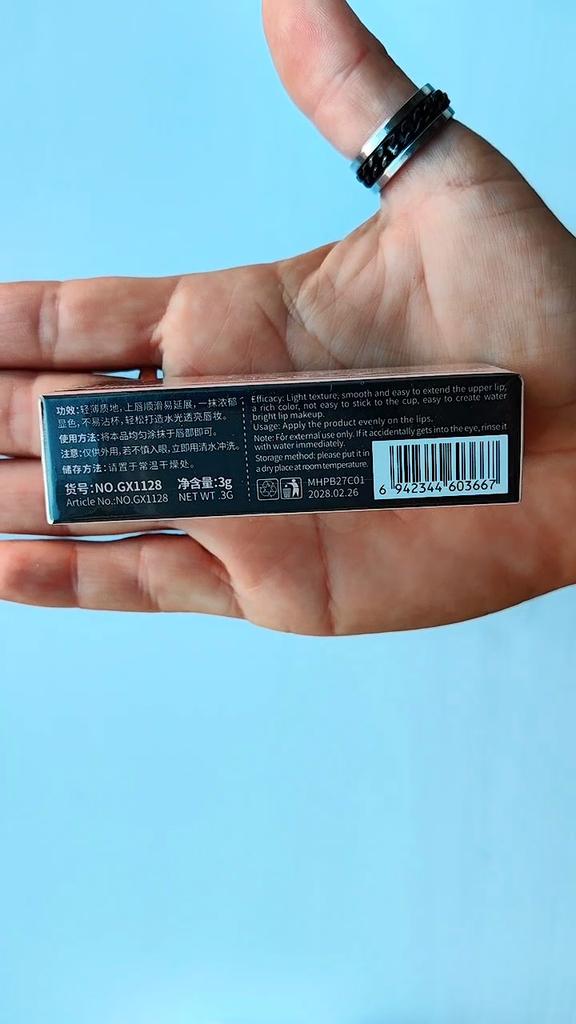 功效:轻薄质地,上唇顺滑易延展,一抹浓郁
显色,不易沾杯,轻松打造水光透亮唇妆。
使用方法:将本品均匀涂抹于唇部即可。
注意:仅供外用,若不慎入眼,立即用清水冲洗。
储存方法:请置于常温干燥处。
货号:NO.GX1128 净含量:3g
Article No.:NO.GX1128 NET WT .3G
Efficacy: Light texture, smooth and easy to extend the upper lip,
a rich color, not easy to stick to the cup, easy to create water
bright lip makeup.
Usage: Apply the product evenly on the lips.
Note: For external use only. If it accidentally gets into the eye, rinse it
with water immediately.
Storage method: please put it in
a dry place at room temperature.
MHPB27C01
2028.02.26
6 942344 603667